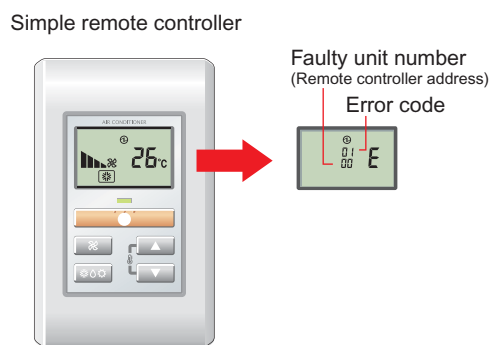 Simple remote controller
Faulty unit number
(Remote controller address)
Error code
AIR CONDITIONER
26°C
01
00 E